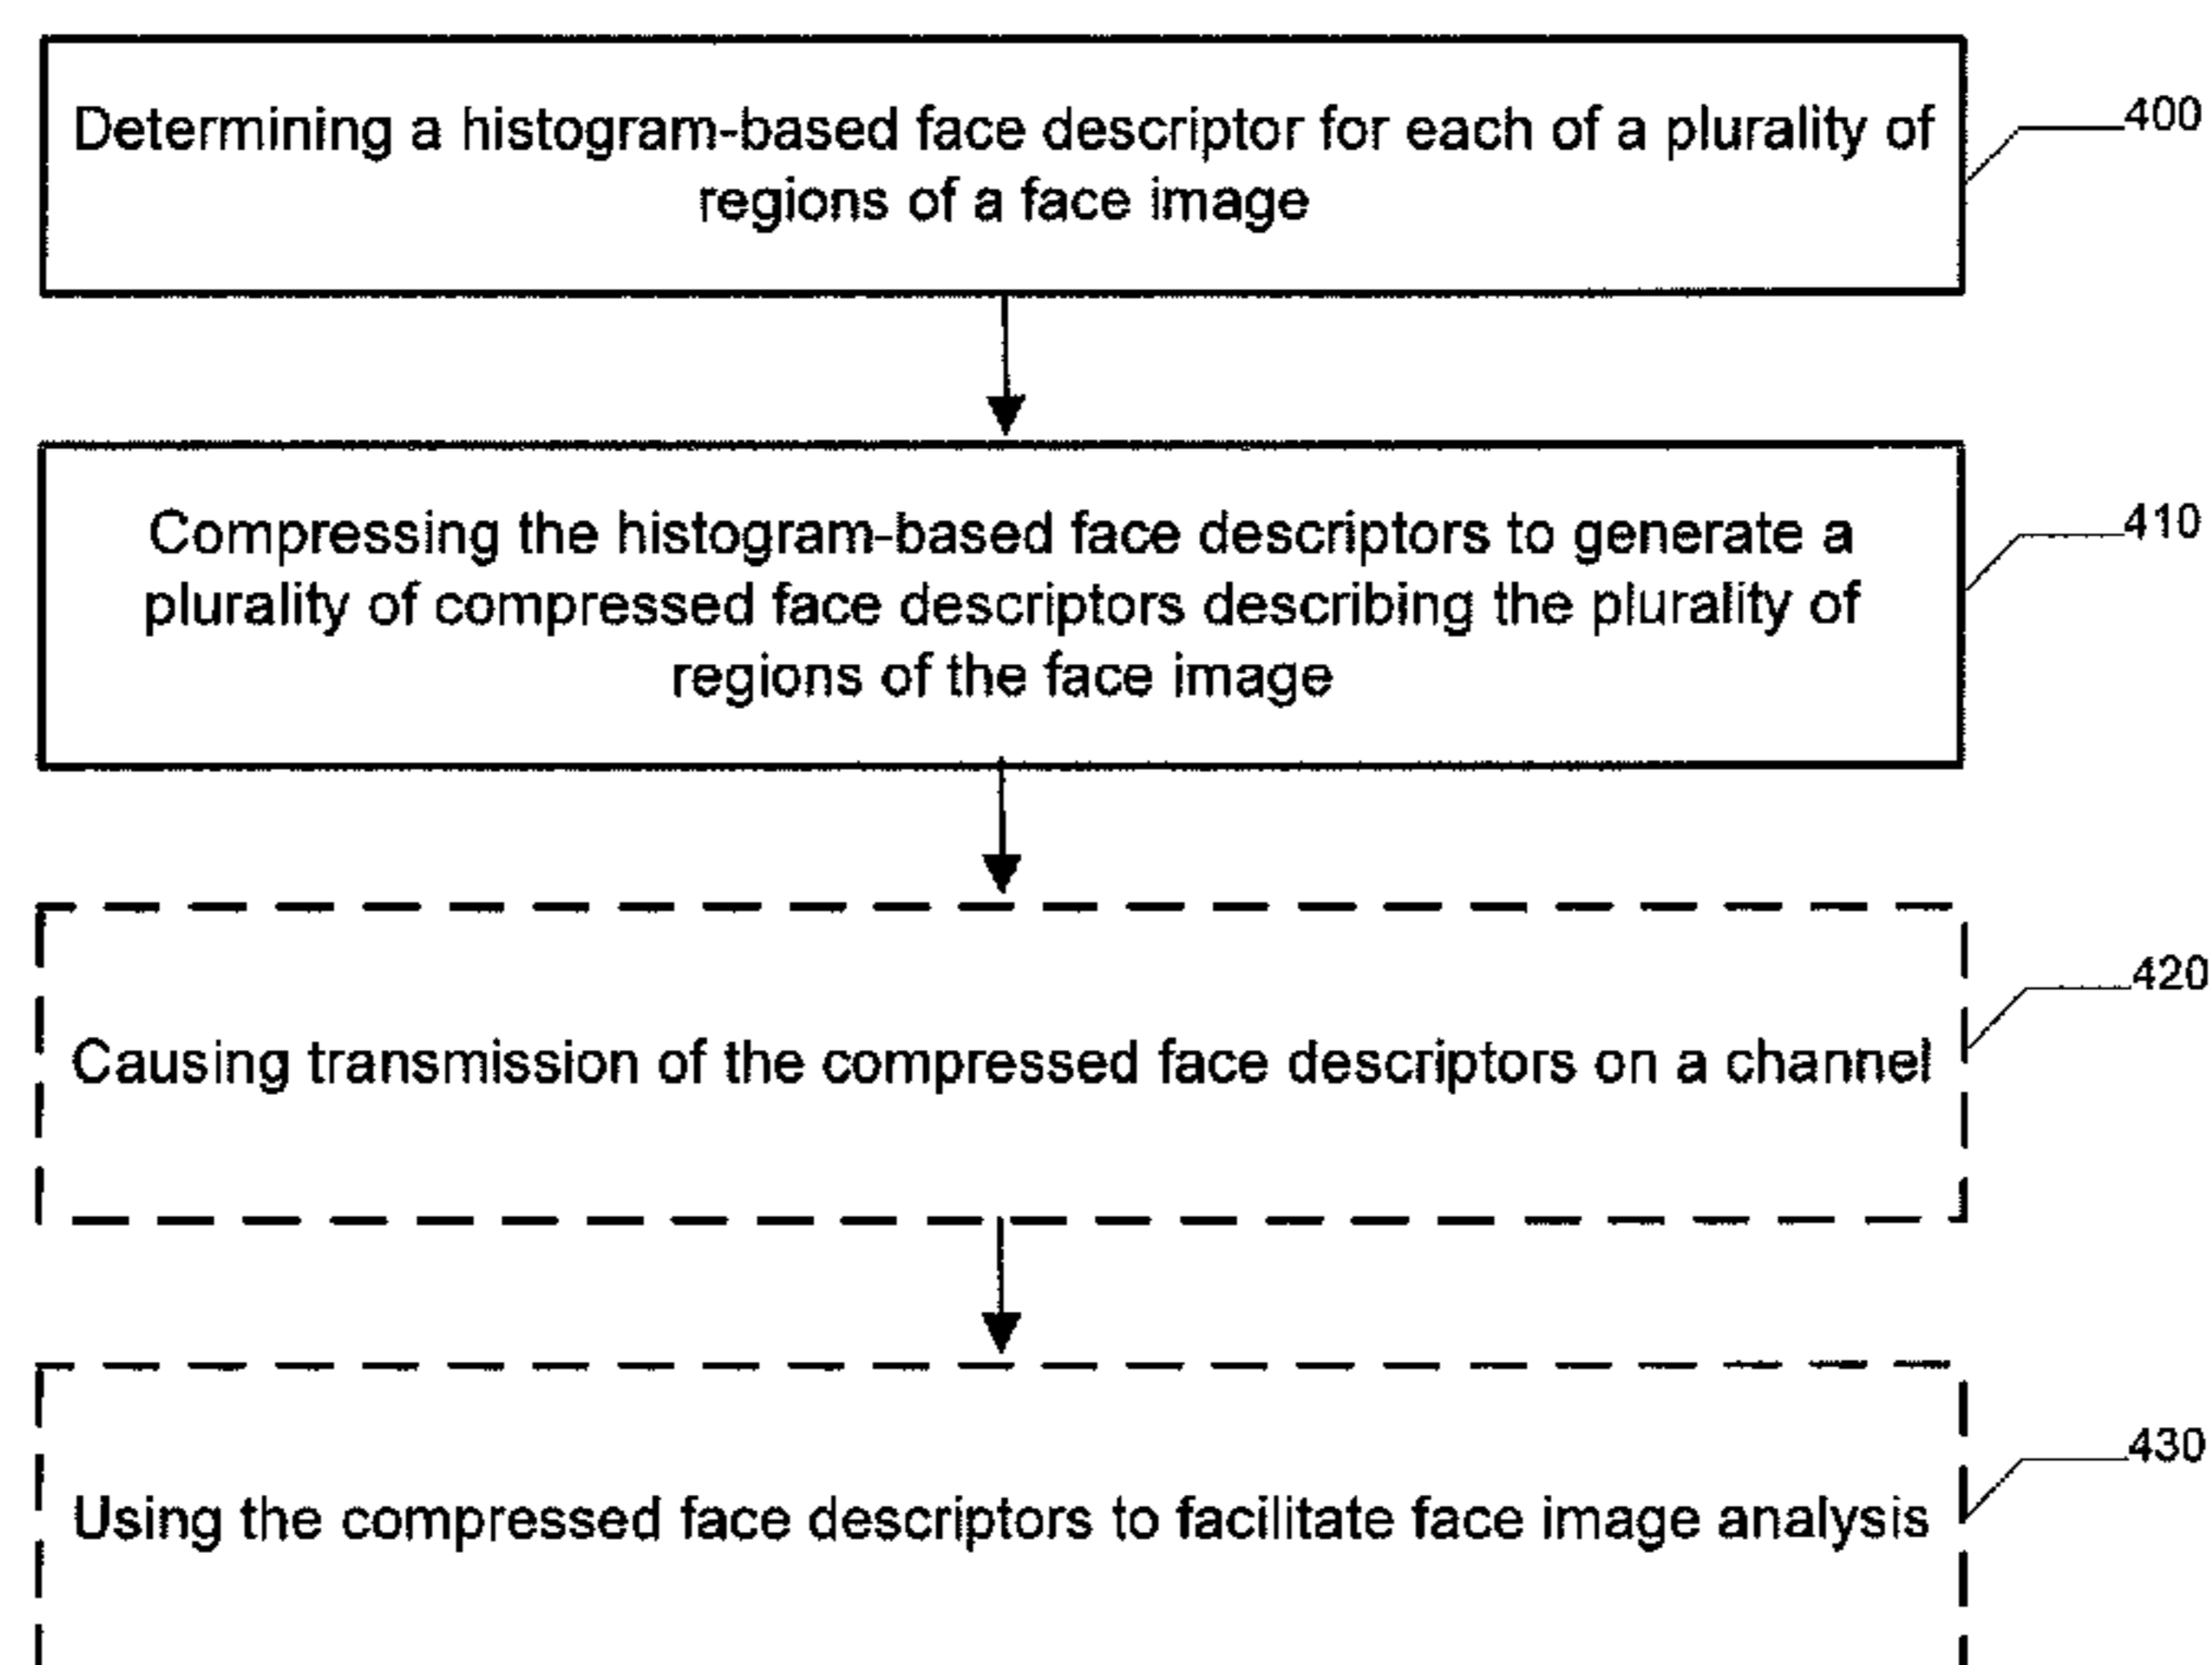 Determining a histogram-based face descriptor for each of a plurality of
regions of a face image
400
Compressing the histogram-based face descriptors to generate a
plurality of compressed face descriptors describing the plurality of
regions of the face image
410
Causing transmission of the compressed face descriptors on a channel
420
Using the compressed face descriptors to facilitate face image analysis
430